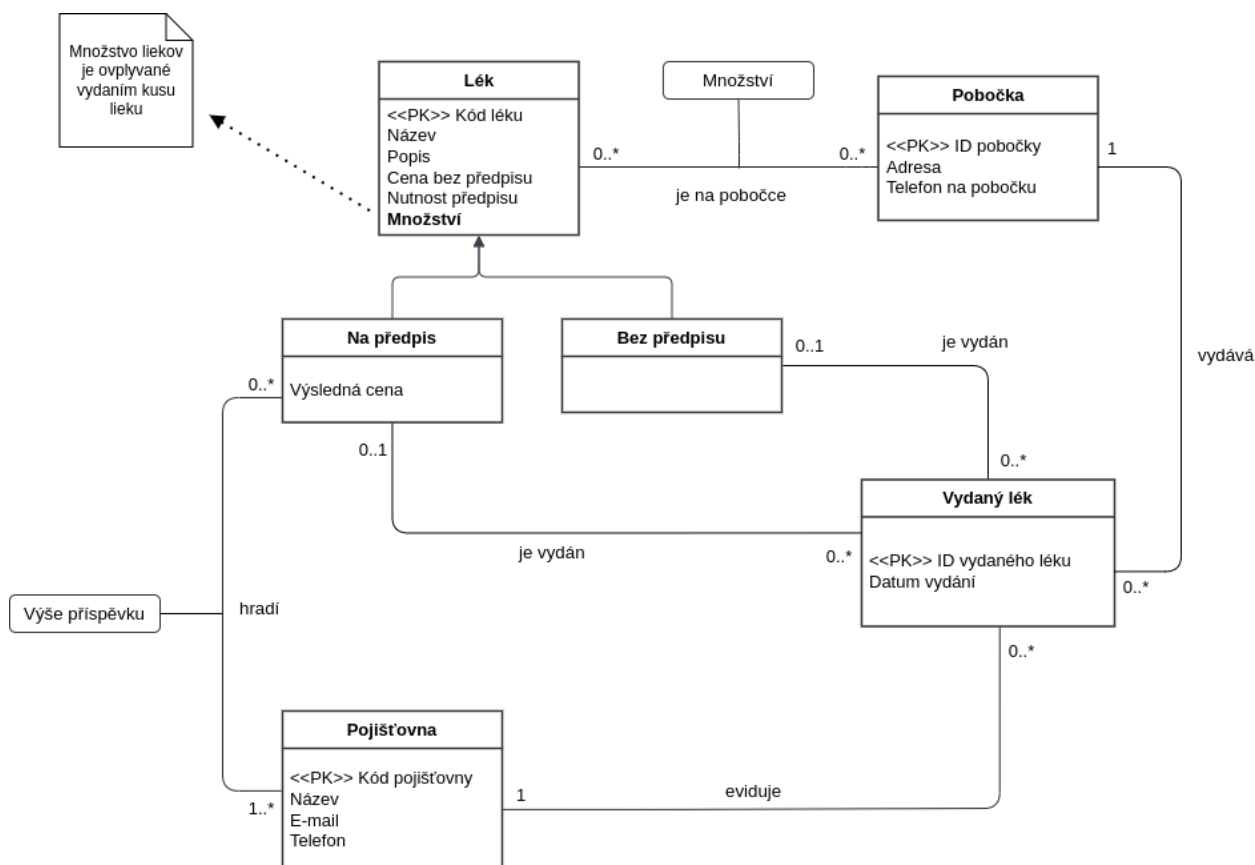 Množstvo liekov
je ovplyvané
vydaním kusu
lieku
Lék
<<PK>> Kód léku
Název
Popis
Cena bez předpisu
Nutnost předpisu
Množství
Množství
0..*
0..*
je na pobočce
Pobočka
<<PK>> ID pobočky
Adresa
Telefon na pobočku
1
vydává
Na předpis
Výsledná cena
Bez předpisu
0..1
je vydán
0..*
0..*
0..1
je vydán
0..*
Vydaný lék
<<PK>> ID vydaného léku
Datum vydání
0..*
0..*
Výše příspěvku
hradí
Pojišťovna
<<PK>> Kód pojišťovny
Název
E-mail
Telefon
1..*
1
eviduje